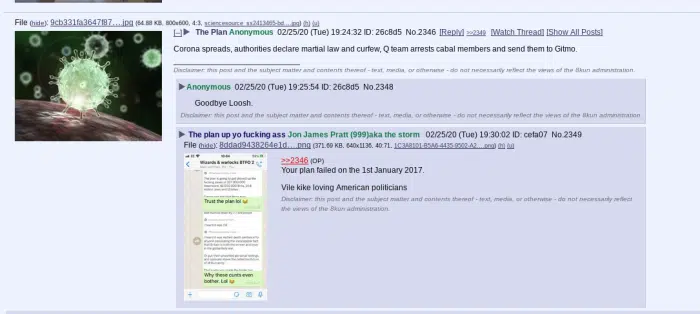 File (hide): 9cb331fa3647f87….jpg (64.88 KB, 800x600, 4:3, sciencesource_ss2413465-bd….jpg) (h) (u)
[–] ▶ The Plan Anonymous 02/25/20 (Tue) 19:24:32 ID: 26c8d5 No.2346 [Reply] >>2349 [Watch Thread] [Show All Posts]
Corona spreads, authorities declare martial law and curfew, Q team arrests cabal members and send them to Gitmo.
Disclaimer: this post and the subject matter and contents thereof - text, media, or otherwise - do not necessarily reflect the views of the 8kun administration.
▶ Anonymous 02/25/20 (Tue) 19:25:54 ID: 26c8d5 No.2348
Goodbye Loosh.
Disclaimer: this post and the subject matter and contents thereof - text, media, or otherwise - do not necessarily reflect the views of the 8kun administration.
▶ The plan up yo fucking ass Jon James Pratt (999)aka the storm 02/25/20 (Tue) 19:30:02 ID: cefa07 No.2349
File (hide): 8ddad9438264e1d….png (371.69 KB, 640x1136, 40:71, 1C3A8101-B5A6-4435-9502-A2….png) (h) (u)
>>2346 (OP)
Your plan failed on the 1st January 2017.
Vile kike loving American politicians
Disclaimer: this post and the subject matter and contents thereof - text, media, or otherwise - do not necessarily reflect
the views of the 8kun administration.
Wizards & warlocks BTFO 2
Trust the plan lol 😂
Why these cunts even
bother. Lol 😂